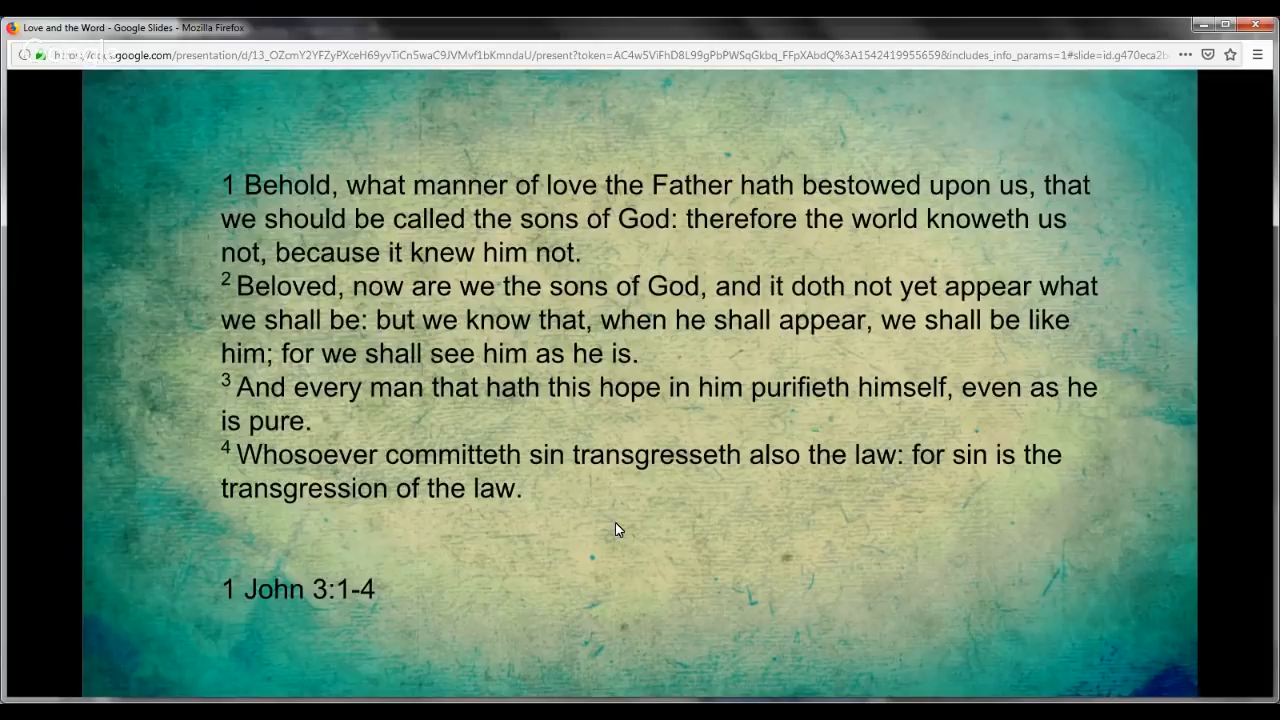 Love and the Word - Google Slides - Mozilla Firefox
.google.com/presentation/d/13_OZcmY2YFZyPXceH69yvTiCn5waC9JVMvf1bKmndaU/present?token=AC4w5ViFhD8L99gPbPWSqGkbq_FFpXAbdQ%3A1542419955659&includes_info_params=1#slide=id.g470eca2b
1 Behold, what manner of love the Father hath bestowed upon us, that
we should be called the sons of God: therefore the world knoweth us
not, because it knew him not.
2 Beloved, now are we the sons of God, and it doth not yet appear what
we shall be: but we know that, when he shall appear, we shall be like
him; for we shall see him as he is.
3 And every man that hath this hope in him purifieth himself, even as he
is pure.
4 Whosoever committeth sin transgresseth also the law: for sin is the
transgression of the law.
1 John 3:1-4